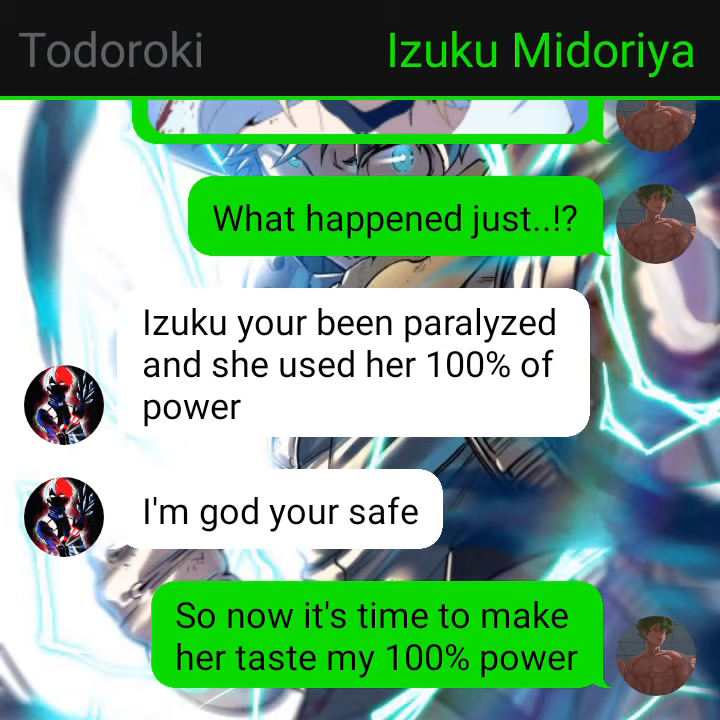 Todoroki Izuku Midoriya
What happened just..!?
Izuku your been paralyzed
and she used her 100% of
power
I'm god your safe
So now it's time to make
her taste my 100% power